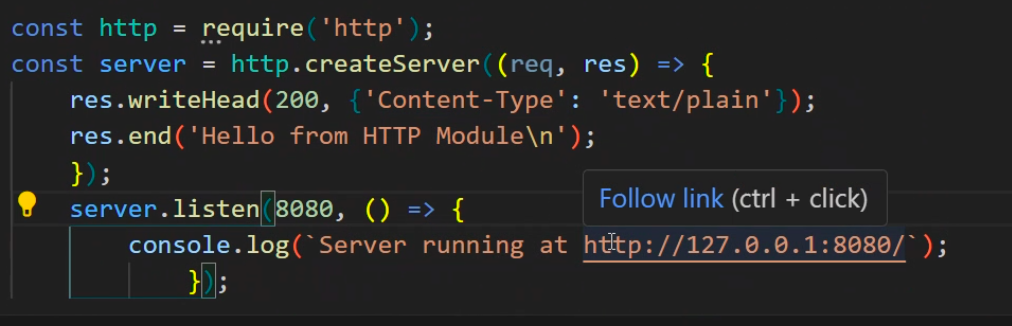 const http = require('http');
const server = http.createServer((req, res) => {
res.writeHead(200, {'Content-Type': 'text/plain'});
res.end('Hello from HTTP Module\n');
});
Follow link (ctrl + click)
server.listen(8080, () => {
console.log(`Server running at http://127.0.0.1:8080/`);
});